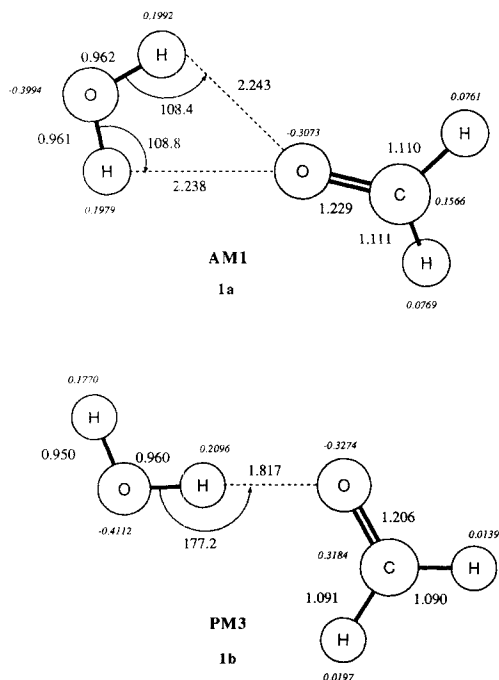 0.1992
H
0.962
-0.3994
O
108.4
2.243
0.961
108.8
H
0.1979
2.238
-0.3073
O
1.229
1.110
0.0761
H
C
0.1566
1.111
H
0.0769
AM1
1a
0.1770
H
0.950
0.960
0.2096
H
O
-0.4112
177.2
1.817
-0.3274
O
1.206
0.3184
C
0.0139
H
1.091
1.090
H
0.0197
PM3
1b